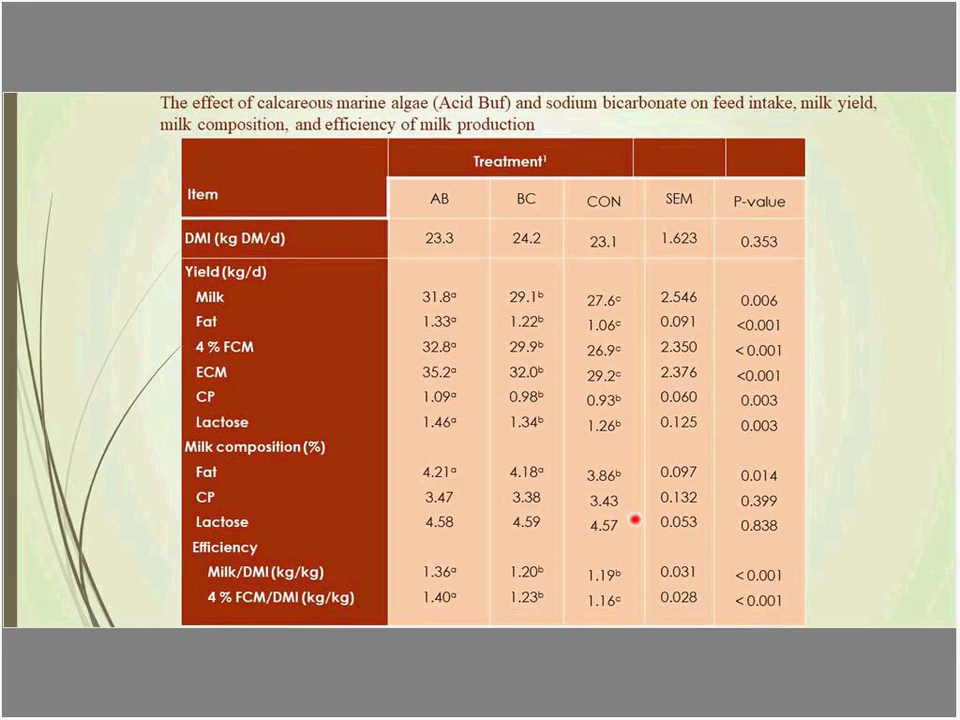 The effect of calcareous marine algae (Acid Buf) and sodium bicarbonate on feed intake, milk yield,
milk composition, and efficiency of milk production
Treatment¹
Item AB BC CON SEM P-value
DMI (kg DM/d) 23.3 24.2 23.1 1.623 0.353
Yield (kg/d)
Milk 31.8ᵃ 29.1ᵇ 27.6ᶜ 2.546 0.006
Fat 1.33ᵃ 1.22ᵇ 1.06ᶜ 0.091 <0.001
4 % FCM 32.8ᵃ 29.9ᵇ 26.9ᶜ 2.350 < 0.001
ECM 35.2ᵃ 32.0ᵇ 29.2ᶜ 2.376 <0.001
CP 1.09ᵃ 0.98ᵇ 0.93ᵇ 0.060 0.003
Lactose 1.46ᵃ 1.34ᵇ 1.26ᵇ 0.125 0.003
Milk composition (%)
Fat 4.21ᵃ 4.18ᵃ 3.86ᵇ 0.097 0.014
CP 3.47 3.38 3.43 0.132 0.399
Lactose 4.58 4.59 4.57 0.053 0.838
Efficiency
Milk/DMI (kg/kg) 1.36ᵃ 1.20ᵇ 1.19ᵇ 0.031 < 0.001
4 % FCM/DMI (kg/kg) 1.40ᵃ 1.23ᵇ 1.16ᶜ 0.028 < 0.001